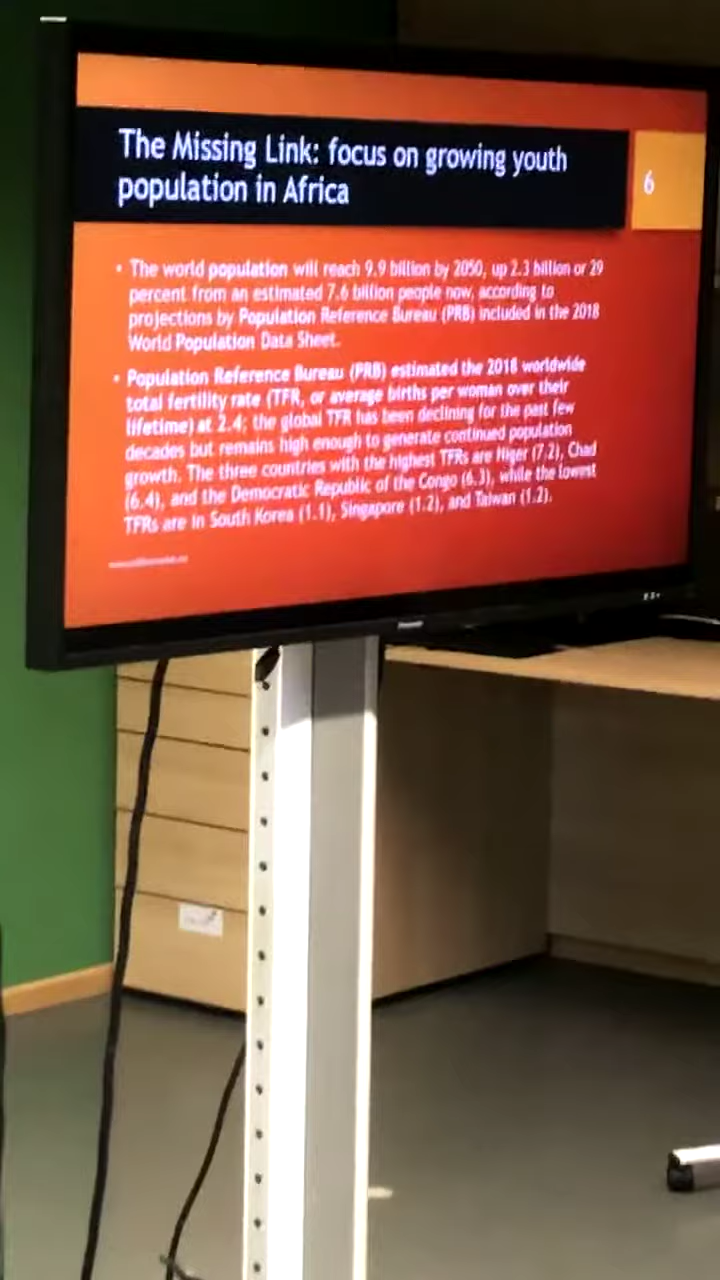 The Missing Link: focus on growing youth
population in Africa
6
• The world population will reach 9.9 billion by 2050, up 2.3 billion or 29
percent from an estimated 7.6 billion people now, according to
projections by Population Reference Bureau (PRB) included in the 2018
World Population Data Sheet.
• Population Reference Bureau (PRB) estimated the 2018 worldwide
total fertility rate (TFR, or average births per woman over their
lifetime) at 2.4; the global TFR has been declining for the past few
decades but remains high enough to generate continued population
growth. The three countries with the highest TFRs are Niger (7.2), Chad
(6.4), and the Democratic Republic of the Congo (6.3), while the lowest
TFRs are in South Korea (1.1), Singapore (1.2), and Taiwan (1.2).